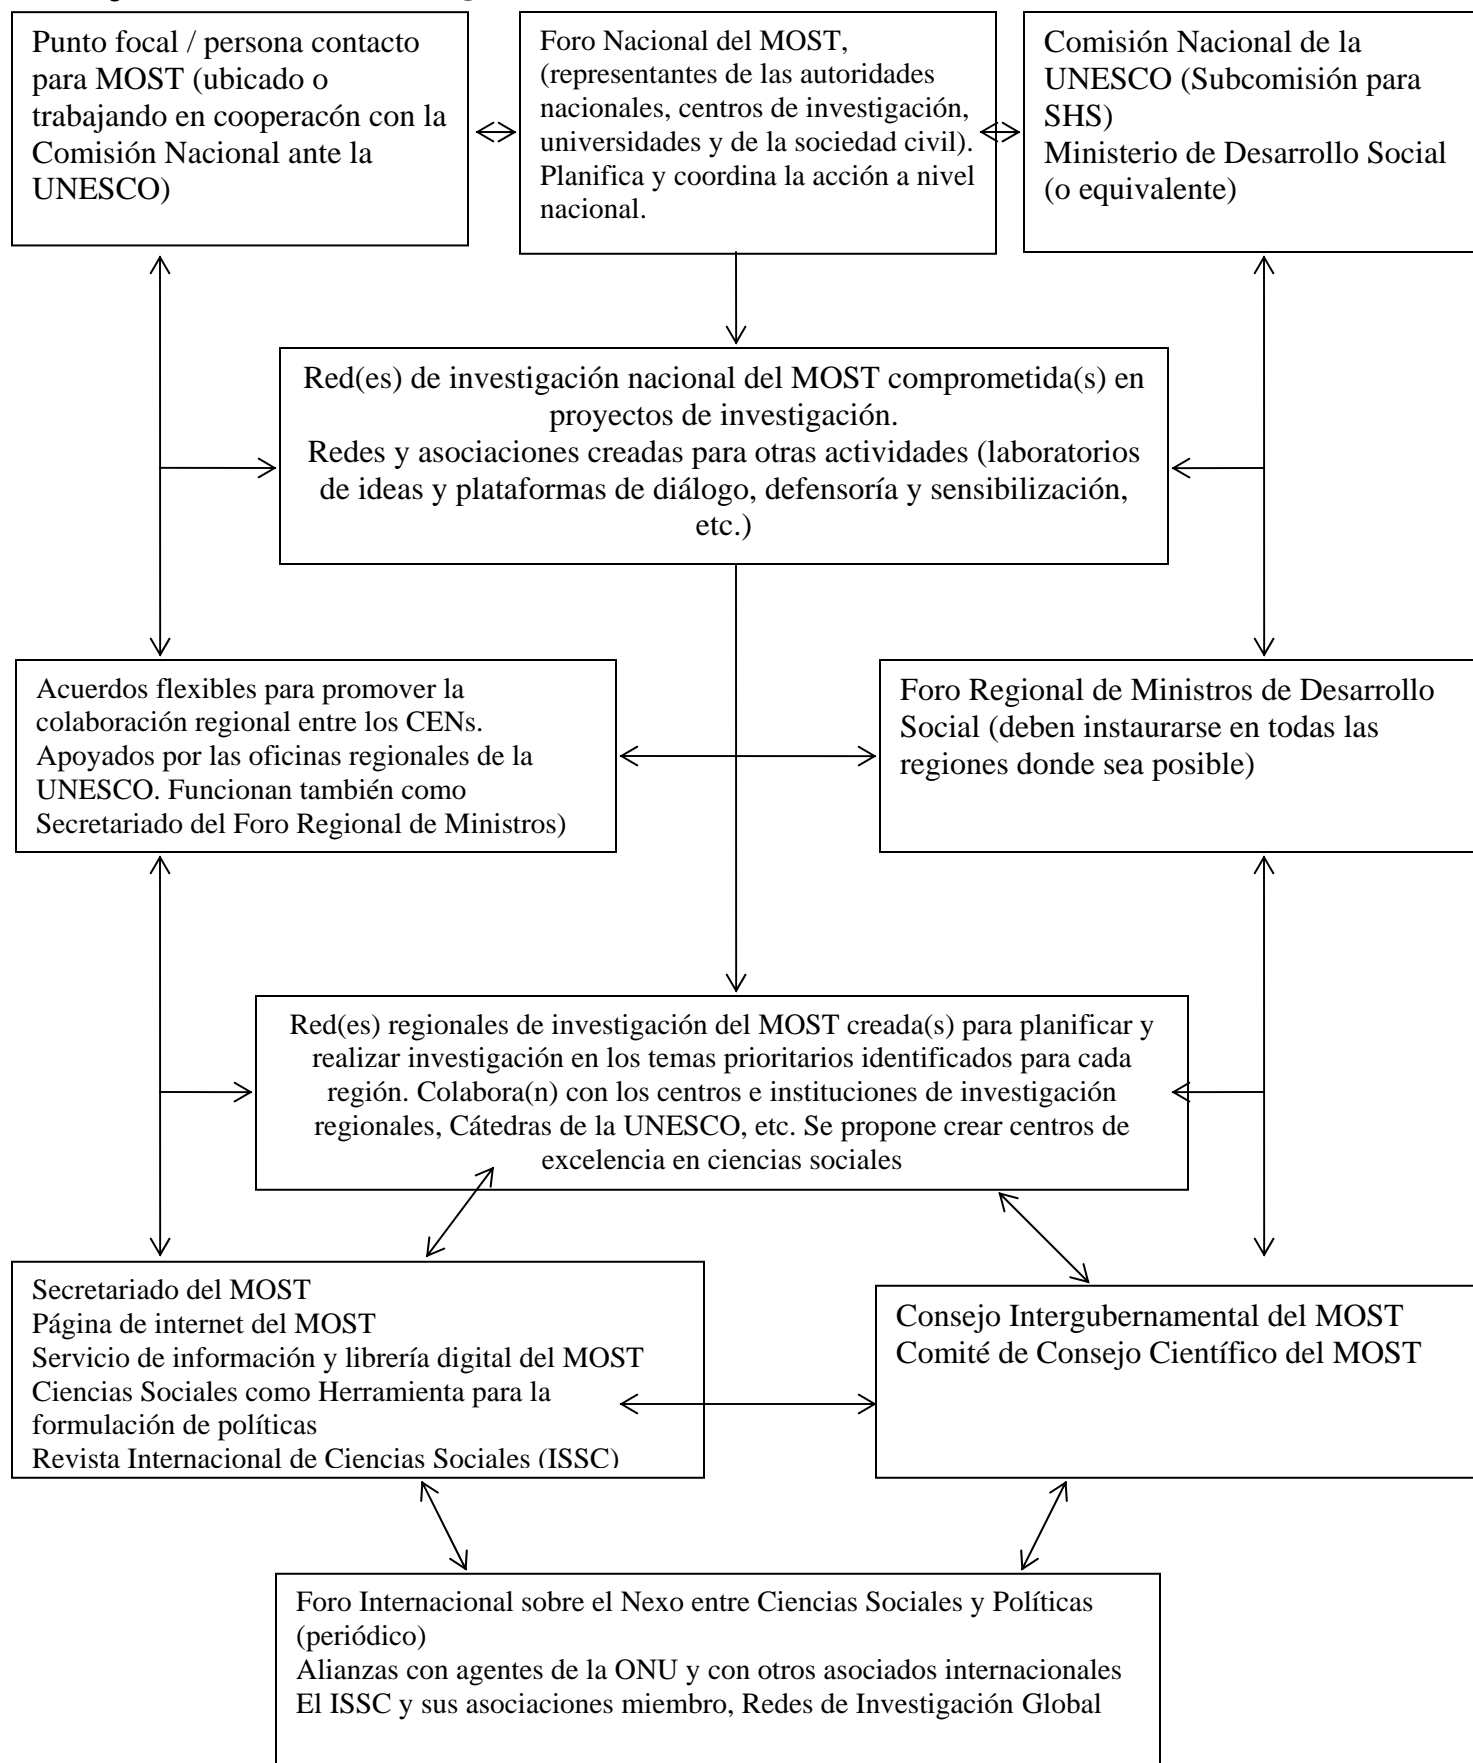 Punto focal / persona contacto
para MOST (ubicado o
trabajando en cooperacón con la
Comisión Nacional ante la
UNESCO)
Foro Nacional del MOST,
(representantes de las autoridades
nacionales, centros de investigación,
universidades y de la sociedad civil).
Planifica y coordina la acción a nivel
nacional.
Comisión Nacional de la
UNESCO (Subcomisión para
SHS)
Ministerio de Desarrollo Social
(o equivalente)
Red(es) de investigación nacional del MOST comprometida(s) en
proyectos de investigación.
Redes y asociaciones creadas para otras actividades (laboratorios
de ideas y plataformas de diálogo, defensoría y sensibilización,
etc.)
Acuerdos flexibles para promover la
colaboración regional entre los CENs.
Apoyados por las oficinas regionales de la
UNESCO. Funcionan también como
Secretariado del Foro Regional de Ministros)
Foro Regional de Ministros de Desarrollo
Social (deben instaurarse en todas las
regiones donde sea posible)
Red(es) regionales de investigación del MOST creada(s) para planificar y
realizar investigación en los temas prioritarios identificados para cada
región. Colabora(n) con los centros e instituciones de investigación
regionales, Cátedras de la UNESCO, etc. Se propone crear centros de
excelencia en ciencias sociales
Secretariado del MOST
Página de internet del MOST
Servicio de información y librería digital del MOST
Ciencias Sociales como Herramienta para la
formulación de políticas
Revista Internacional de Ciencias Sociales (ISSC)
Consejo Intergubernamental del MOST
Comité de Consejo Científico del MOST
Foro Internacional sobre el Nexo entre Ciencias Sociales y Políticas
(periódico)
Alianzas con agentes de la ONU y con otros asociados internacionales
El ISSC y sus asociaciones miembro, Redes de Investigación Global